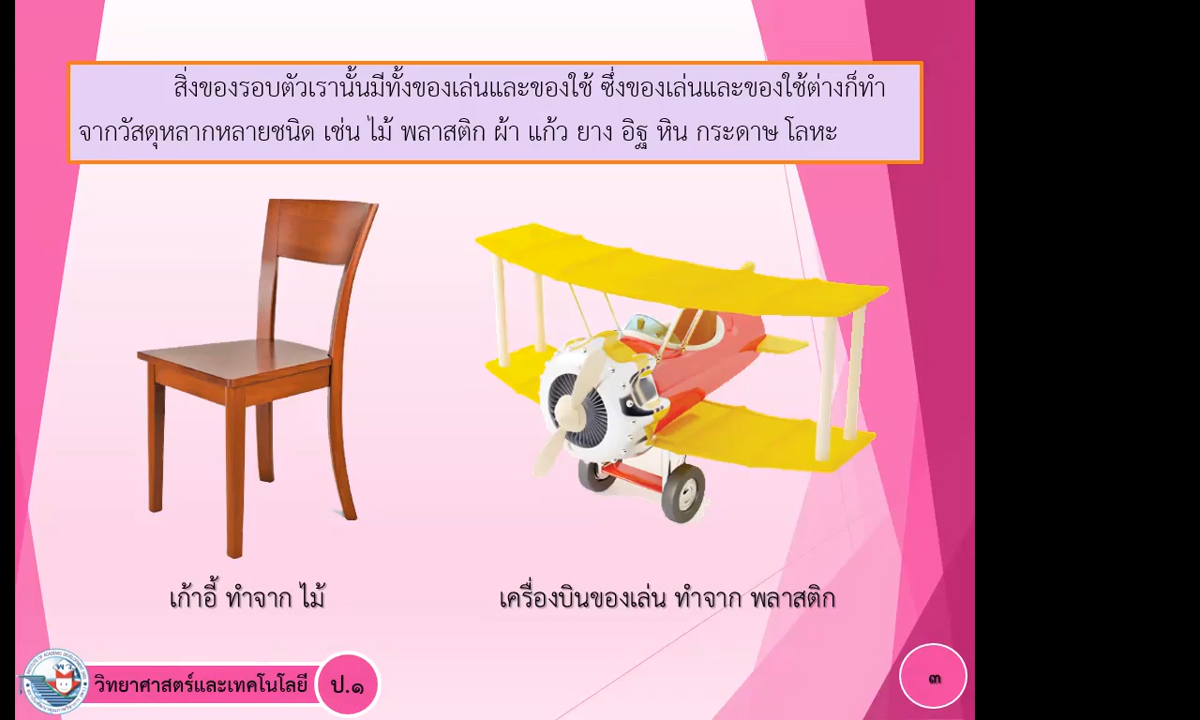 สิ่งของรอบตัวเรานั้นมีทั้งของเล่นและของใช้ ซึ่งของเล่นและของใช้ต่างก็ทำ
จากวัสดุหลากหลายชนิด เช่น ไม้ พลาสติก ผ้า แก้ว ยาง อิฐ หิน กระดาษ โลหะ
เก้าอี้ ทำจาก ไม้
เครื่องบินของเล่น ทำจาก พลาสติก
วิทยาศาสตร์และเทคโนโลยี ป.๑
๓